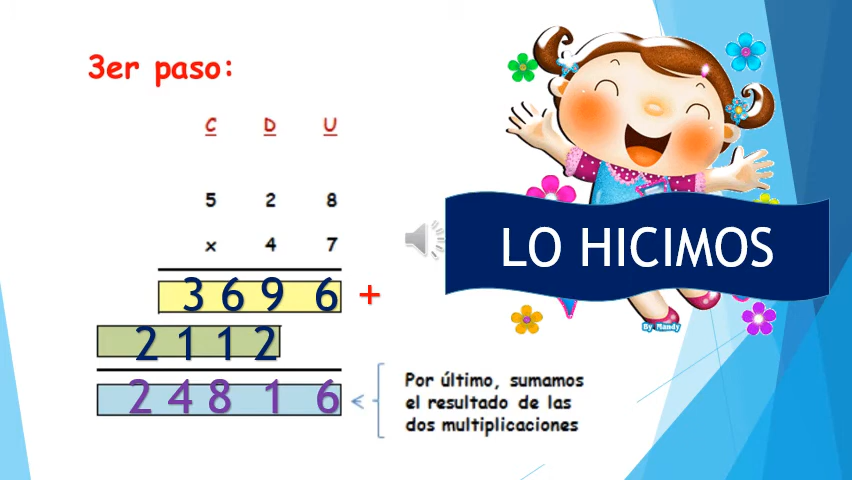 3er paso:
C D U
5 2 8
x 4 7
3 6 9 6 +
2 1 1 2
2 4 8 1 6
LO HICIMOS
By Mandy
Por último, sumamos
el resultado de las
dos multiplicaciones